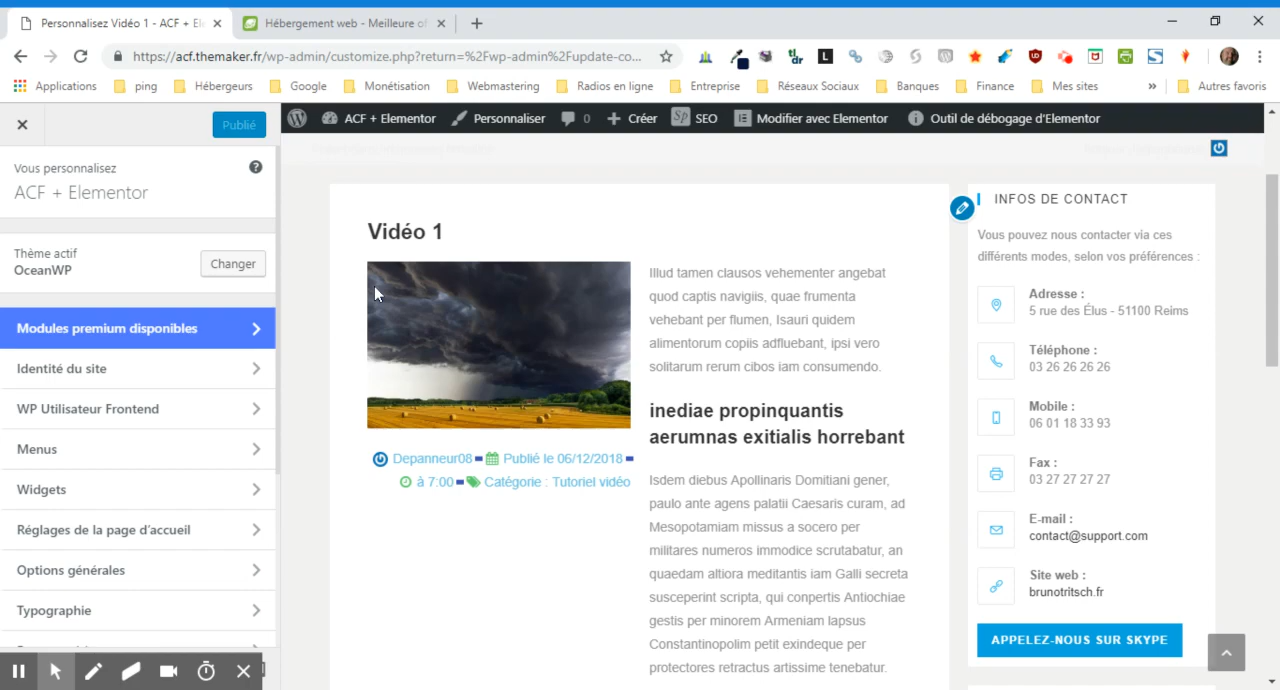 Personnalisez Vidéo 1 - ACF + El
Hébergement web - Meilleure of
https://acf.themaker.fr/wp-admin/customize.php?return=%2Fwp-admin%2Fupdate-co...
Applications
ping
Hébergeurs
Google
Monétisation
Webmastering
Radios en ligne
Entreprise
Réseaux Sociaux
Banques
Finance
Mes sites
»
Autres favoris
Publié
ACF + Elementor
Personnaliser
0
Créer
SEO
Modifier avec Elementor
Outil de débogage d'Elementor
Vous personnalisez
ACF + Elementor
Thème actif
OceanWP
Changer
Modules premium disponibles
Identité du site
WP Utilisateur Frontend
Menus
Widgets
Réglages de la page d'accueil
Options générales
Typographie
Vidéo 1
Depanneur08
Publié le 06/12/2018
à 7:00
Catégorie : Tutoriel vidéo
Illud tamen clausos vehementer angebat
quod captis navigiis, quae frumenta
vehebant per flumen, Isauri quidem
alimentorum copiis adfluebant, ipsi vero
solitarum rerum cibos iam consumendo.
inediae propinquantis
aerumnas exitialis horrebant
Isdem diebus Apollinaris Domitiani gener,
paulo ante agens palatii Caesaris curam, ad
Mesopotamiam missus a socero per
militares numeros immodice scrutabatur, an
quaedam altiora meditantis iam Galli secreta
susceperint scripta, qui conpertis Antiochiae
gestis per minorem Armeniam lapsus
Constantinopolim petit exindeque per
protectores retractus artissime tenebatur.
INFOS DE CONTACT
Vous pouvez nous contacter via ces
différents modes, selon vos préférences :
Adresse :
5 rue des Élus - 51100 Reims
Téléphone :
03 26 26 26 26
Mobile :
06 01 18 33 93
Fax :
03 27 27 27 27
E-mail :
contact@support.com
Site web :
brunotritsch.fr
APPELEZ-NOUS SUR SKYPE